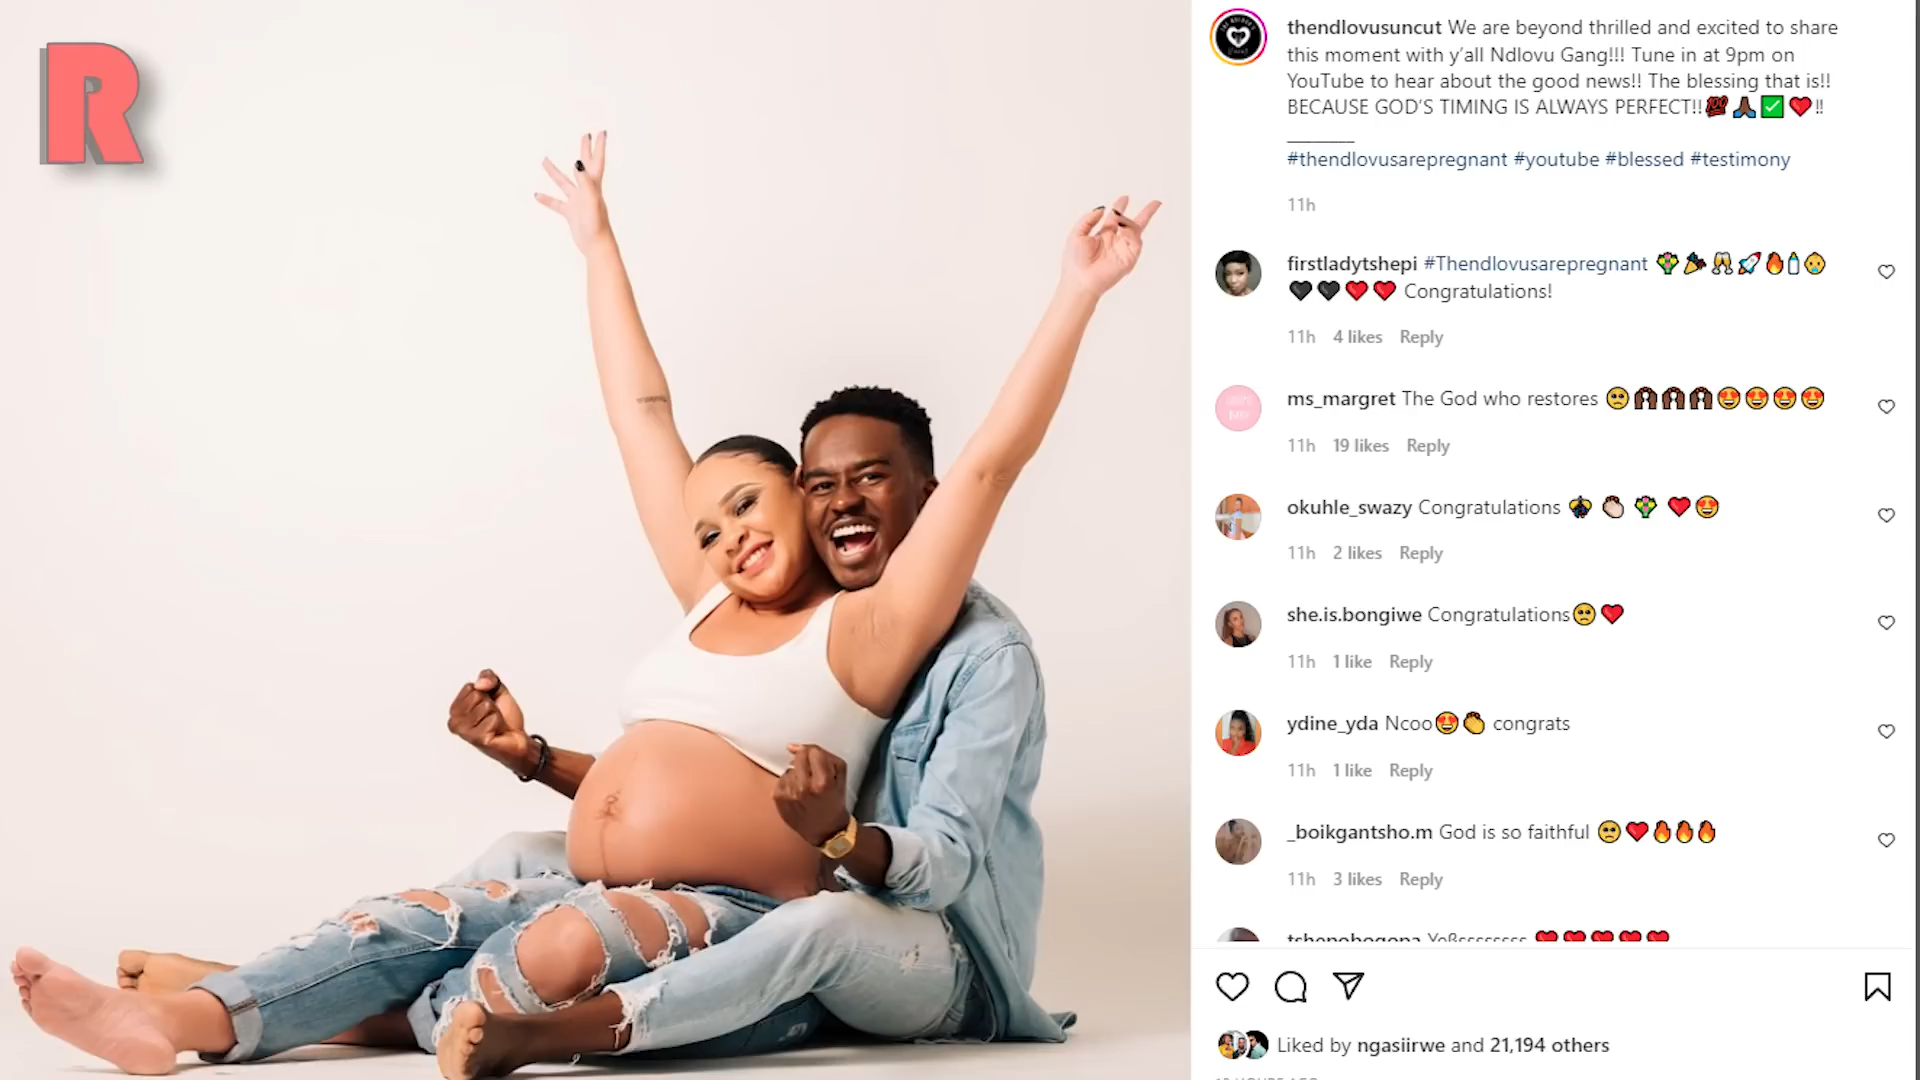 R
thendlovusuncut We are beyond thrilled and excited to share
this moment with y’all Ndlovu Gang!!! Tune in at 9pm on
YouTube to hear about the good news!! The blessing that is!!
BECAUSE GOD’S TIMING IS ALWAYS PERFECT!!💯🙏🏿✅❤️!!
________
#thendlovusarepregnant #youtube #blessed #testimony
11h
firstladytshepi #Thendlovusarepregnant 💐🎉🥂🚀🔥🍼👶
🖤🖤❤️❤️ Congratulations!
11h 4 likes Reply
ms_margret The God who restores 🥺🙇🏿‍♀️🙇🏿‍♀️🙇🏿‍♀️😍😍😍😍
11h 19 likes Reply
okuhle_swazy Congratulations 👏🏻💐❤️😍
11h 2 likes Reply
she.is.bongiwe Congratulations🥺❤️
11h 1 like Reply
ydine_yda Ncoo😍👏 congrats
11h 1 like Reply
_boikgantsho.m God is so faithful 🥺❤️🔥🔥🔥
11h 3 likes Reply
Liked by ngasiirwe and 21,194 others